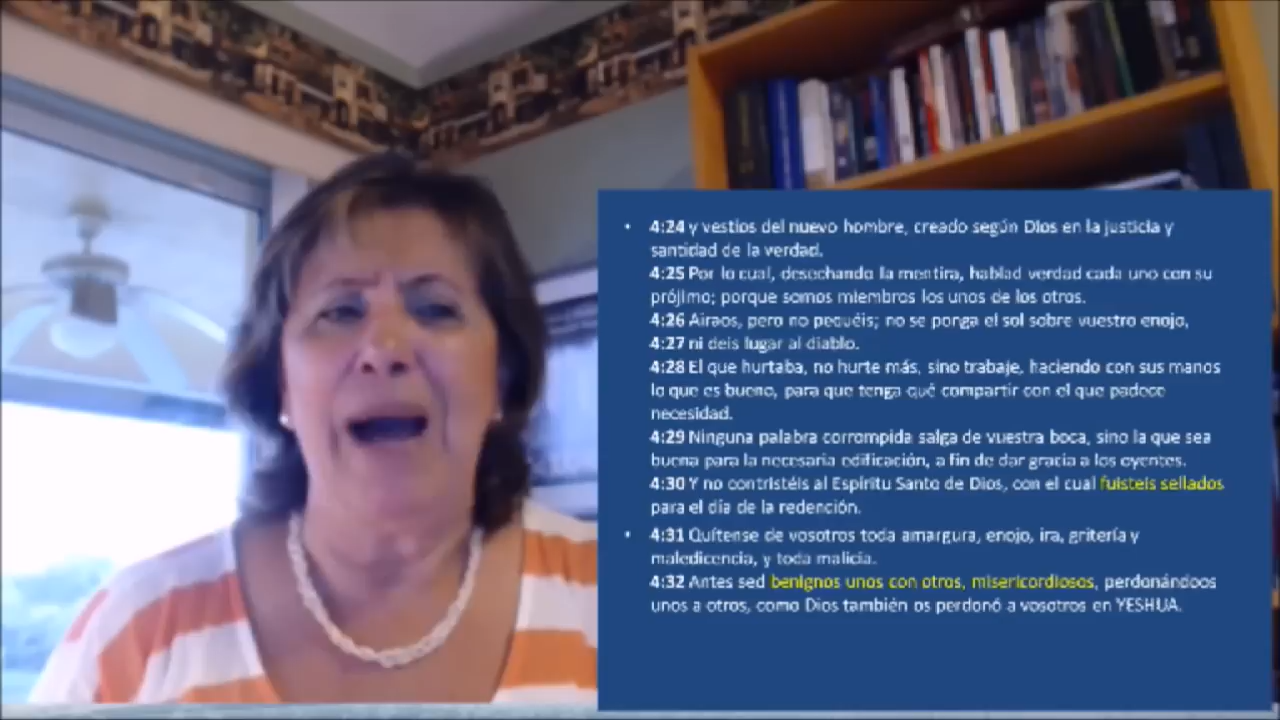 • 4:24 y vestíos del nuevo hombre, creado según Dios en la justicia y
santidad de la verdad.
4:25 Por lo cual, desechando la mentira, hablad verdad cada uno con su
prójimo; porque somos miembros los unos de los otros.
4:26 Airaos, pero no pequéis; no se ponga el sol sobre vuestro enojo,
4:27 ni deis lugar al diablo.
4:28 El que hurtaba, no hurte más, sino trabaje, haciendo con sus manos
lo que es bueno, para que tenga qué compartir con el que padece
necesidad.
4:29 Ninguna palabra corrompida salga de vuestra boca, sino la que sea
buena para la necesaria edificación, a fin de dar gracia a los oyentes.
4:30 Y no contristéis al Espíritu Santo de Dios, con el cual fuisteis sellados
para el día de la redención.
• 4:31 Quítense de vosotros toda amargura, enojo, ira, gritería y
maledicencia, y toda malicia.
4:32 Antes sed benignos unos con otros, misericordiosos, perdonándoos
unos a otros, como Dios también os perdonó a vosotros en YESHUA.